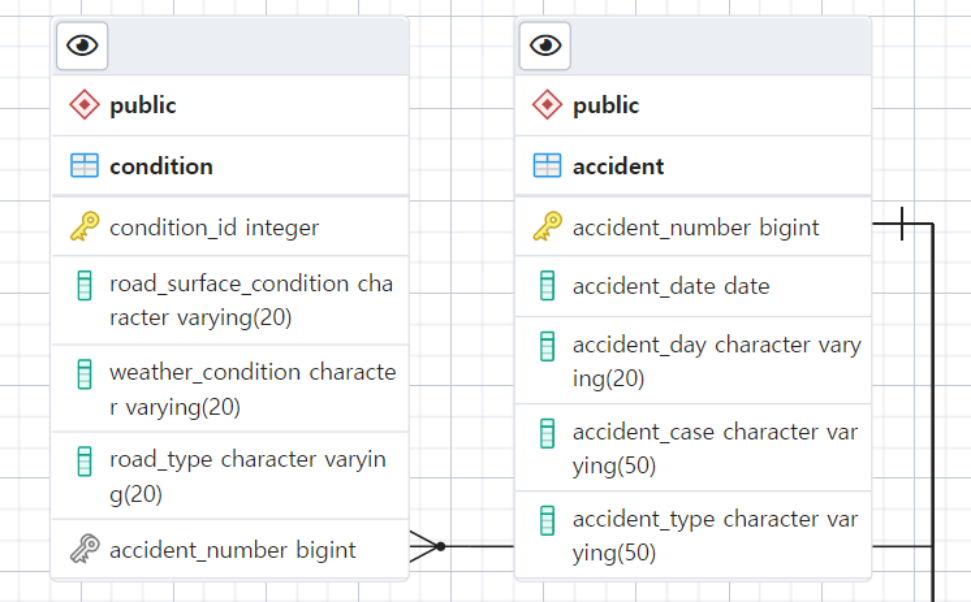 public
condition
condition_id integer
road_surface_condition cha
racter varying(20)
weather_condition characte
r varying(20)
road_type character varyin
g(20)
accident_number bigint
public
accident
accident_number bigint
accident_date date
accident_day character vary
ing(20)
accident_case character var
ying(50)
accident_type character var
ying(50)